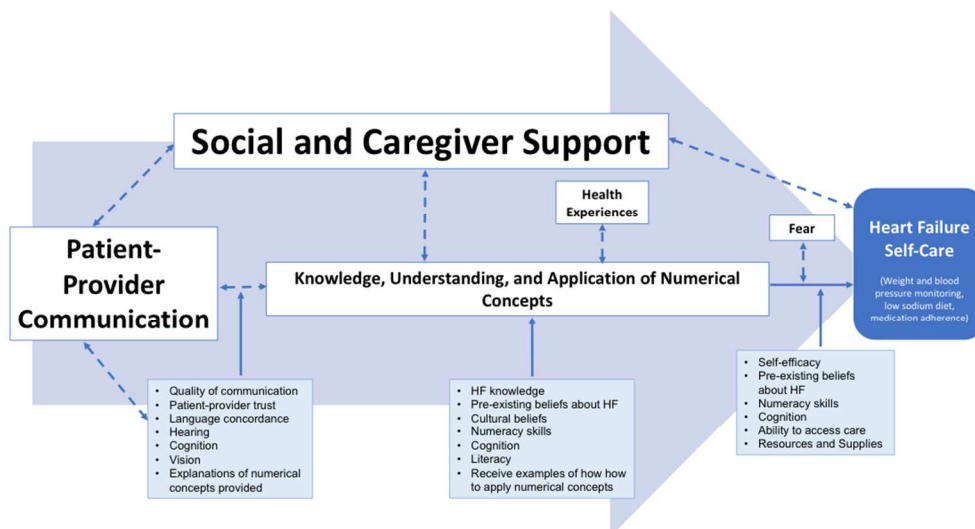 Social and Caregiver Support
Health
Experiences
Fear
Heart Failure
Self-Care
(Weight and blood
pressure monitoring,
low sodium diet,
medication adherence)
Patient-
Provider
Communication
Knowledge, Understanding, and Application of Numerical
Concepts
• Quality of communication
• Patient-provider trust
• Language concordance
• Hearing
• Cognition
• Vision
• Explanations of numerical
concepts provided
• HF knowledge
• Pre-existing beliefs about HF
• Cultural beliefs
• Numeracy skills
• Cognition
• Literacy
• Receive examples of how how
to apply numerical concepts
• Self-efficacy
• Pre-existing beliefs
about HF
• Numeracy skills
• Cognition
• Ability to access care
• Resources and Supplies